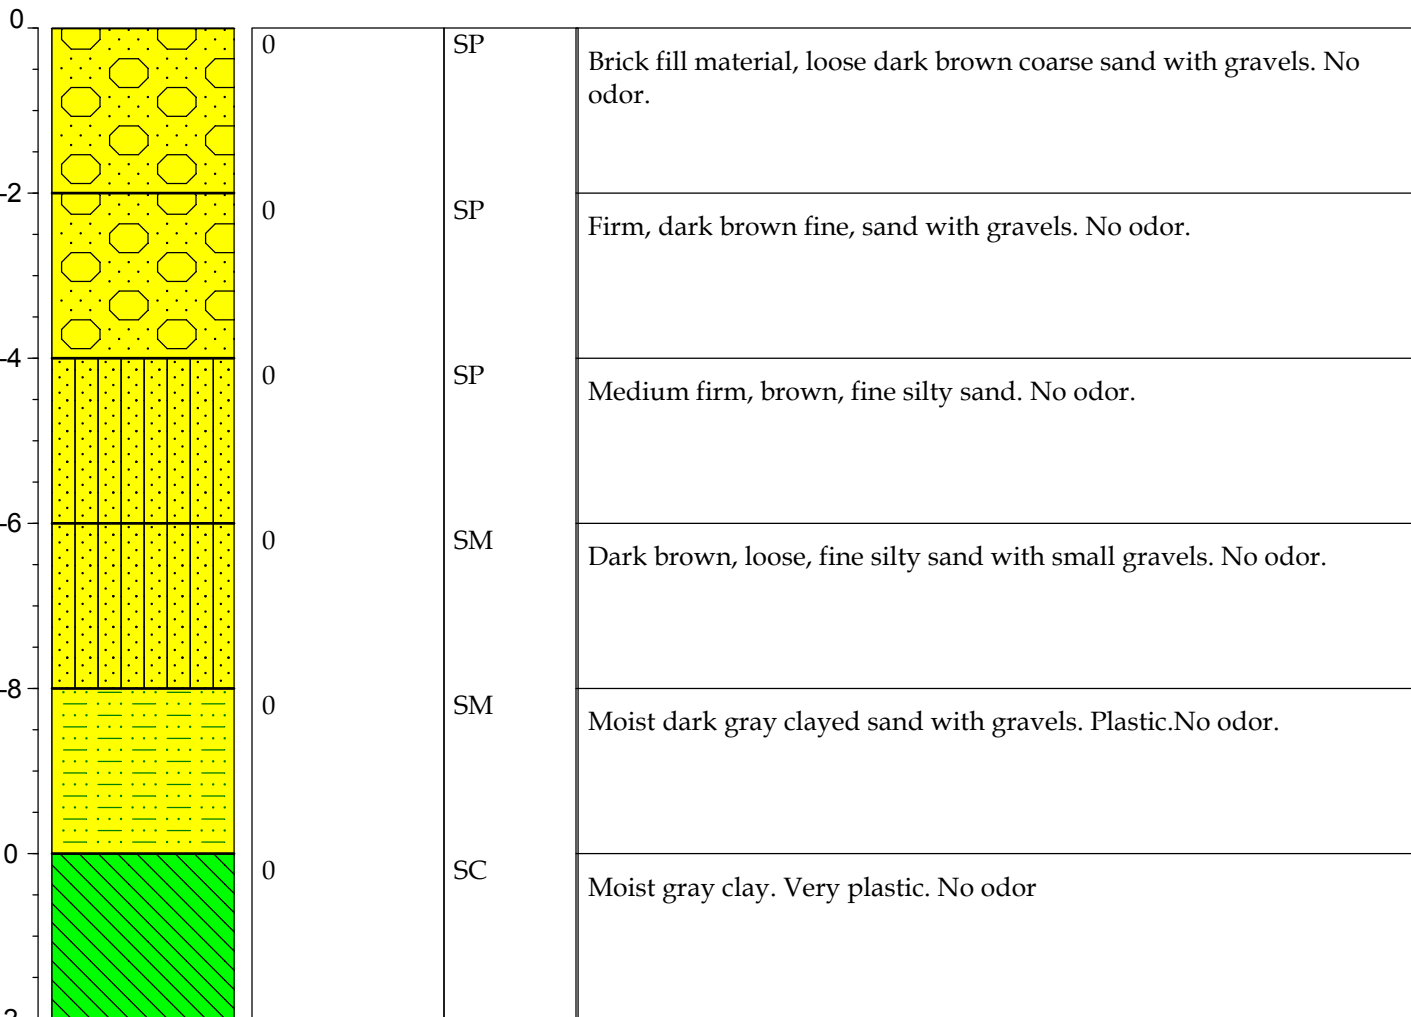 0
0 SP
Brick fill material, loose dark brown coarse sand with gravels. No
odor.
-2
0 SP
Firm, dark brown fine, sand with gravels. No odor.
-4
0 SP
Medium firm, brown, fine silty sand. No odor.
-6
0 SM
Dark brown, loose, fine silty sand with small gravels. No odor.
-8
0 SM
Moist dark gray clayed sand with gravels. Plastic.No odor.
0
0 SC
Moist gray clay. Very plastic. No odor